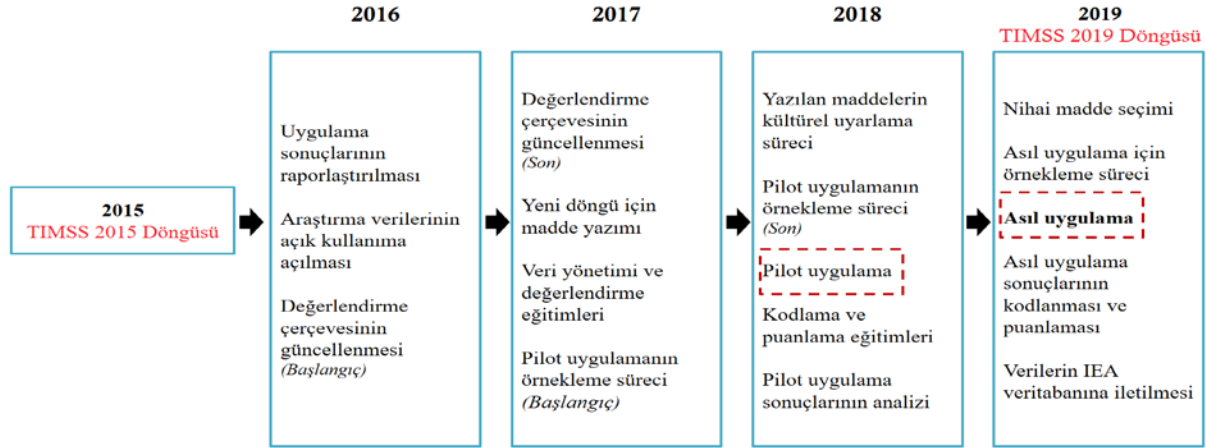 2015
TIMSS 2015 Döngüsü
2016
Uygulama
sonuçlarının
raporlaştırılması
Araştırma verilerinin
açık kullanıma
açılması
Değerlendirme
çerçevesinin
güncellenmesi
(Başlangıç)
2017
Değerlendirme
çerçevesinin
güncellenmesi
(Son)
Yeni döngü için
madde yazımı
Veri yönetimi ve
değerlendirme
eğitimleri
Pilot uygulamanın
örnekleme süreci
(Başlangıç)
2018
Yazılan maddelerin
kültürel uyarlama
süreci
Pilot uygulamanın
örnekleme süreci
(Son)
Pilot uygulama
Kodlama ve
puanlama eğitimleri
Pilot uygulama
sonuçlarının analizi
2019
TIMSS 2019 Döngüsü
Nihai madde seçimi
Asıl uygulama için
örnekleme süreci
Asıl uygulama
Asıl uygulama
sonuçlarının
kodlanması ve
puanlaması
Verilerin IEA
veritabanına iletilmesi